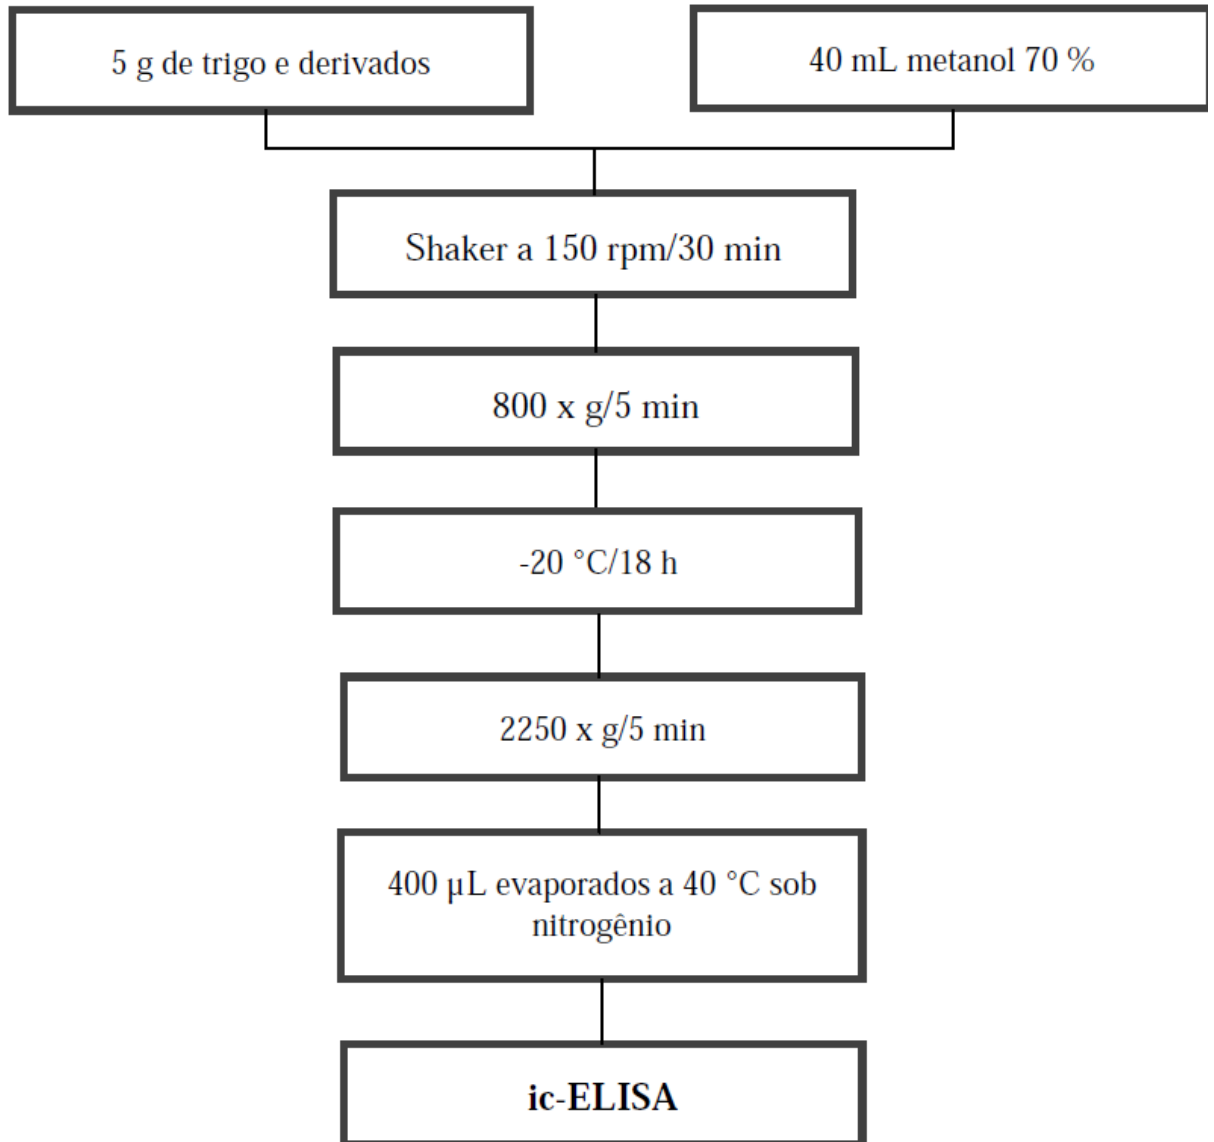 5 g de trigo e derivados
40 mL metanol 70 %
Shaker a 150 rpm/30 min
800 x g/5 min
-20 °C/18 h
2250 x g/5 min
400 µL evaporados a 40 °C sob
nitrogênio
ic-ELISA